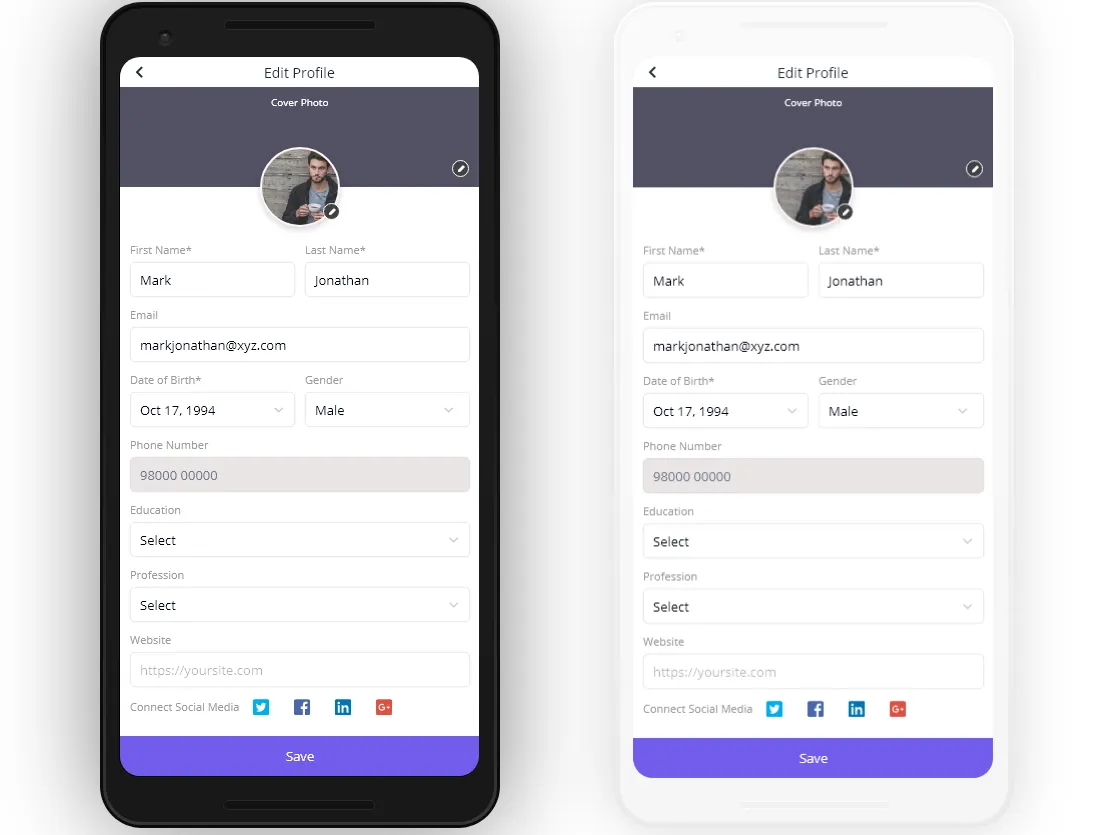 Edit Profile
Cover Photo
First Name* Last Name*
Mark Jonathan
Email
markjonathan@xyz.com
Date of Birth* Gender
Oct 17, 1994 Male
Phone Number
98000 00000
Education
Select
Profession
Select
Website
https://yoursite.com
Connect Social Media
Save
Edit Profile
Cover Photo
First Name* Last Name*
Mark Jonathan
Email
markjonathan@xyz.com
Date of Birth* Gender
Oct 17, 1994 Male
Phone Number
98000 00000
Education
Select
Profession
Select
Website
https://yoursite.com
Connect Social Media
Save